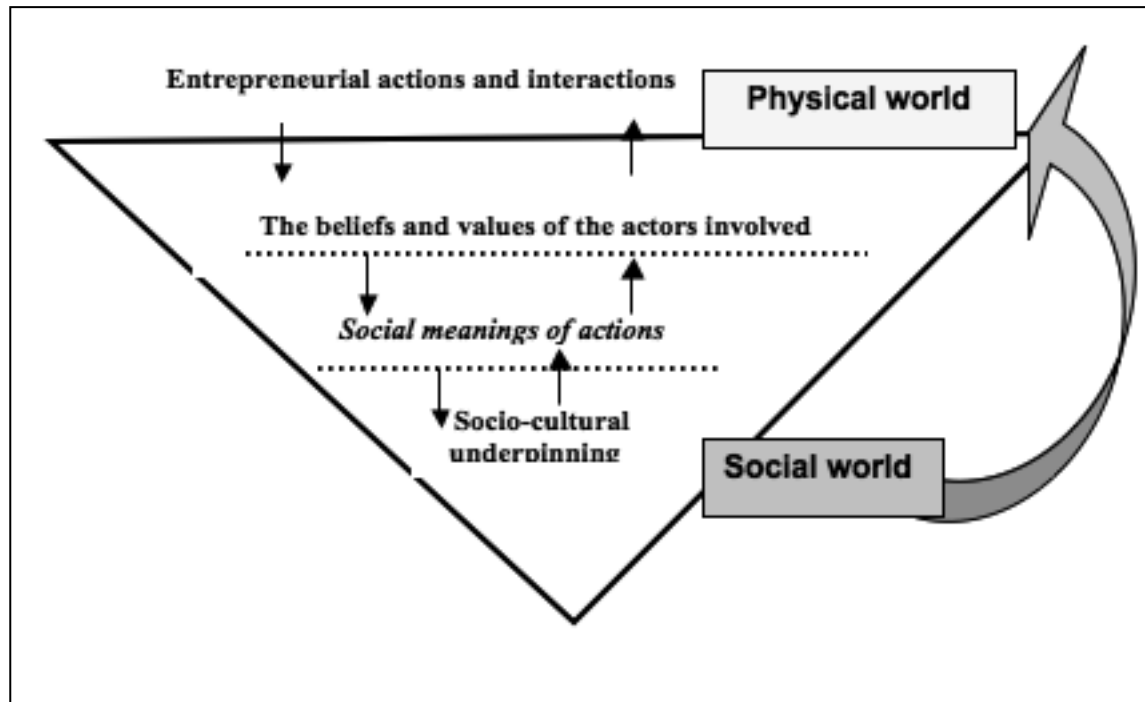 Entrepreneurial actions and interactions
Physical world
The beliefs and values of the actors involved
Social meanings of actions
Socio-cultural
underpinning
Social world